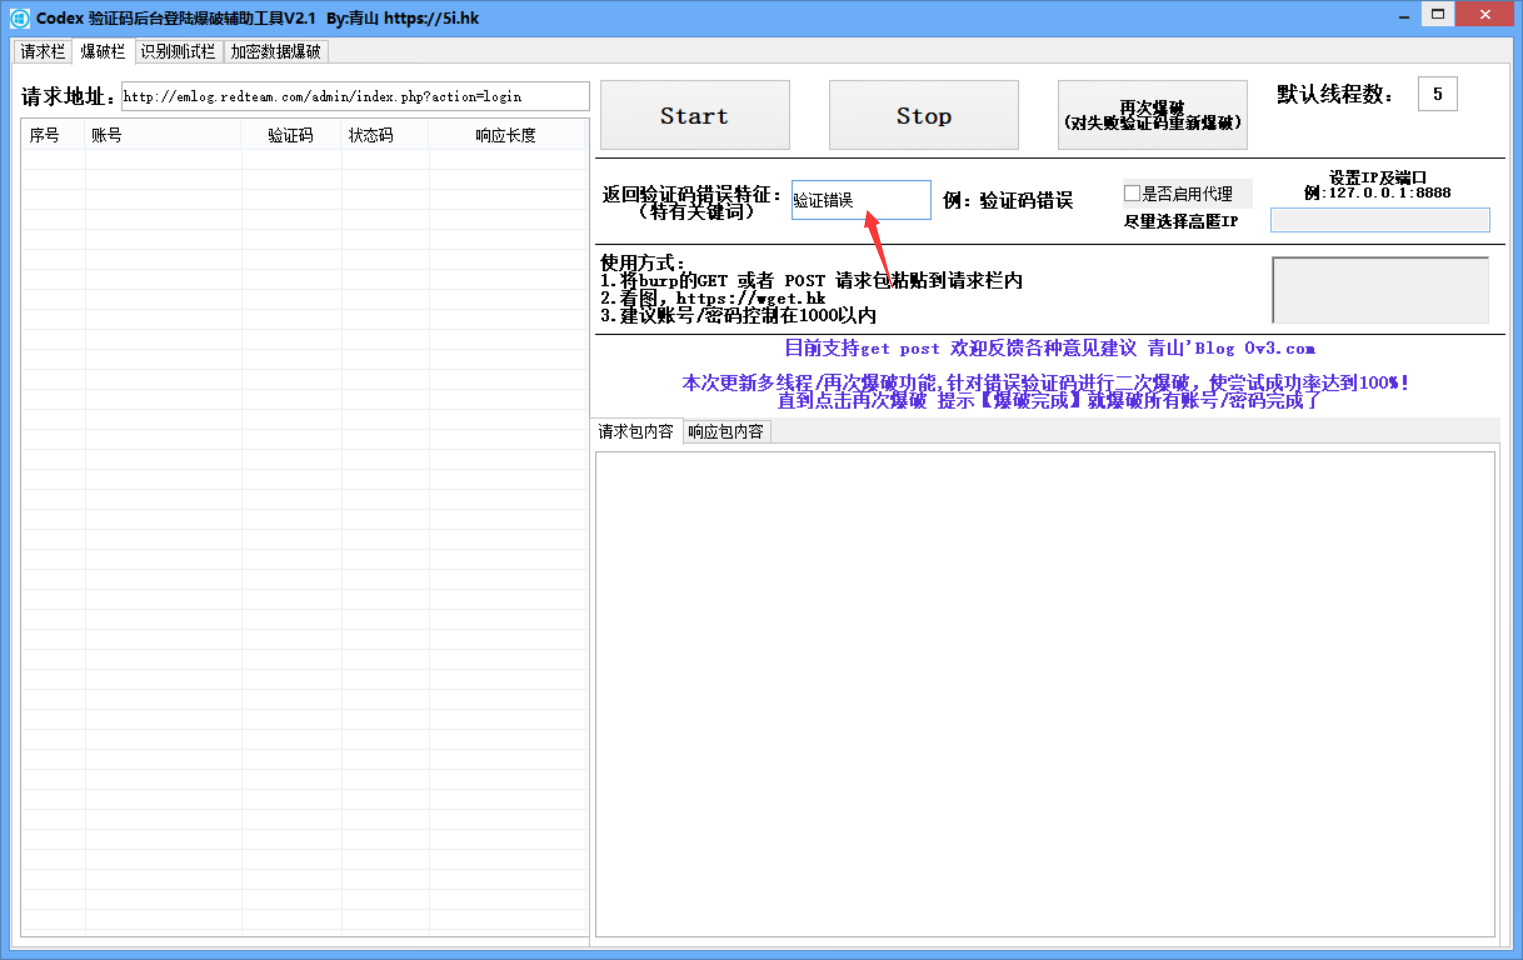 Codex 验证码后台登陆爆破辅助工具V2.1 By:青山 https://5i.hk
请求栏 爆破栏 识别测试栏 加密数据爆破
请求地址: http://emlog.redteam.com/admin/index.php?action=login
序号 账号 验证码 状态码 响应长度
Start
Stop
再次爆破
(对失败验证码重新爆破)
默认线程数: 5
返回验证码错误特征:
(特有关键词)
验证错误
例: 验证码错误
是否启用代理
尽量选择高匿IP
设置IP及端口
例:127.0.0.1:8888
使用方式:
1.将burp的GET 或者 POST 请求包粘贴到请求栏内
2.看图, https://wget.hk
3.建议账号/密码控制在1000以内
目前支持get post 欢迎反馈各种意见建议 青山'Blog 0v3.com
本次更新多线程/再次爆破功能,针对错误验证码进行二次爆破, 使尝试成功率达到100%!
直到点击再次爆破 提示【爆破完成】就爆破所有账号/密码完成了
请求包内容 响应包内容